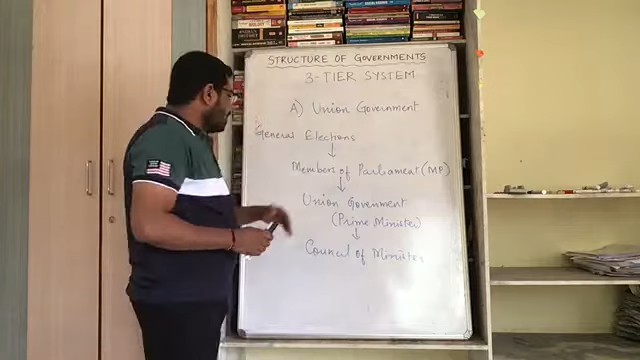 STRUCTURE OF GOVERNMENTS
3-TIER SYSTEM
A) Union Government
General Elections
Members of Parliament (MP)
Union Government
(Prime Minister)
Council of Minister